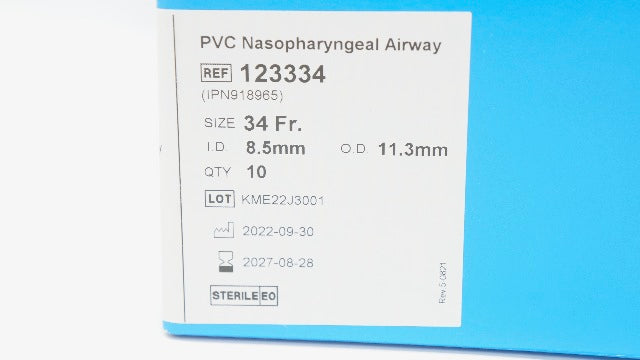 PVC Nasopharyngeal Airway
REF 123334
(IPN918965)
SIZE 34 Fr.
I.D. 8.5mm O.D. 11.3mm
QTY 10
LOT KME22J3001
2022-09-30
2027-08-28
STERILE EO
Rev.5.0821